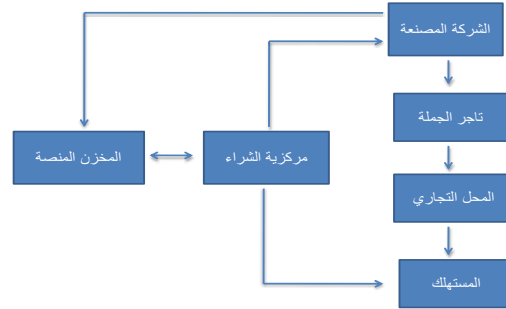 الشركة المصنعة
تاجر الجملة
مركزية الشراء
المخزن المنصة
المحل التجاري
المستهلك